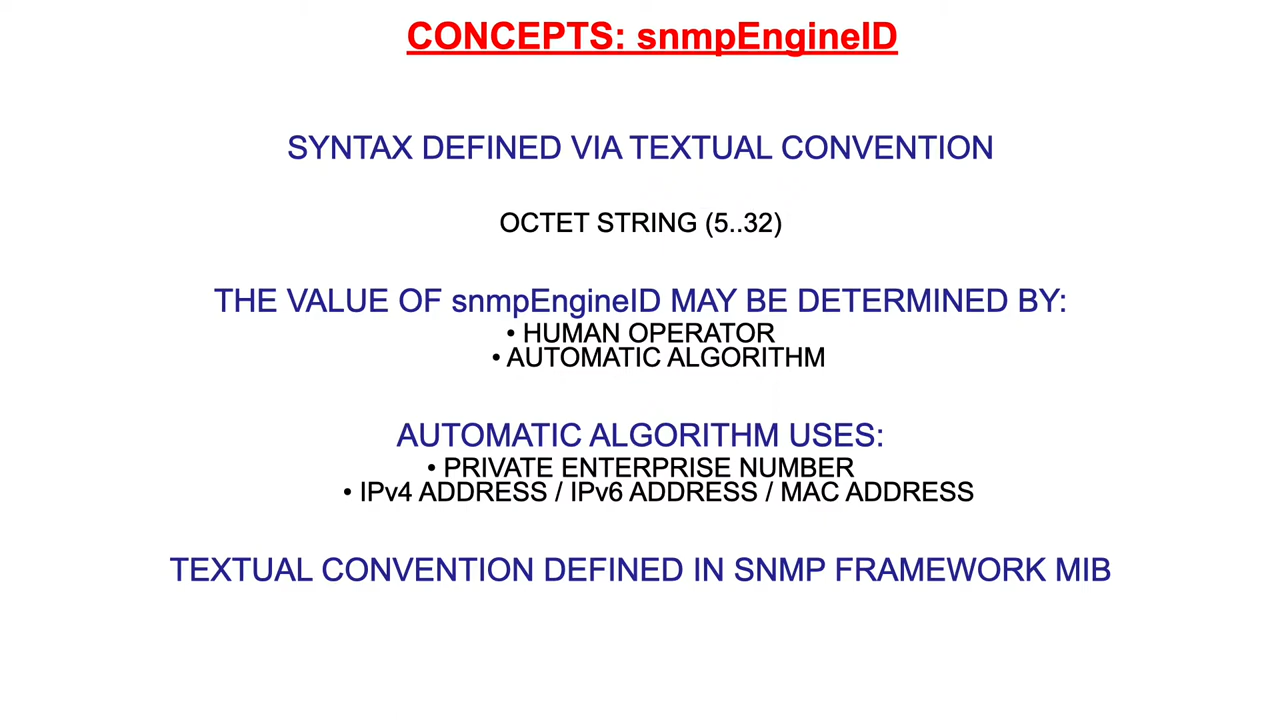 CONCEPTS: snmpEngineID
SYNTAX DEFINED VIA TEXTUAL CONVENTION
OCTET STRING (5..32)
THE VALUE OF snmpEngineID MAY BE DETERMINED BY:
• HUMAN OPERATOR
• AUTOMATIC ALGORITHM
AUTOMATIC ALGORITHM USES:
• PRIVATE ENTERPRISE NUMBER
• IPv4 ADDRESS / IPv6 ADDRESS / MAC ADDRESS
TEXTUAL CONVENTION DEFINED IN SNMP FRAMEWORK MIB